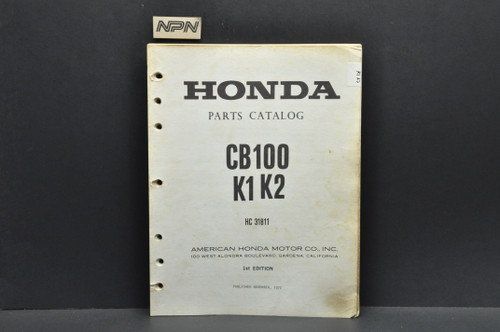 NPN
HONDA
PARTS CATALOG
CB100
K1 K2
HC 31811
AMERICAN HONDA MOTOR CO., INC.
100 WEST ALONDRA BOULEVARD, GARDENA, CALIFORNIA
1st EDITION